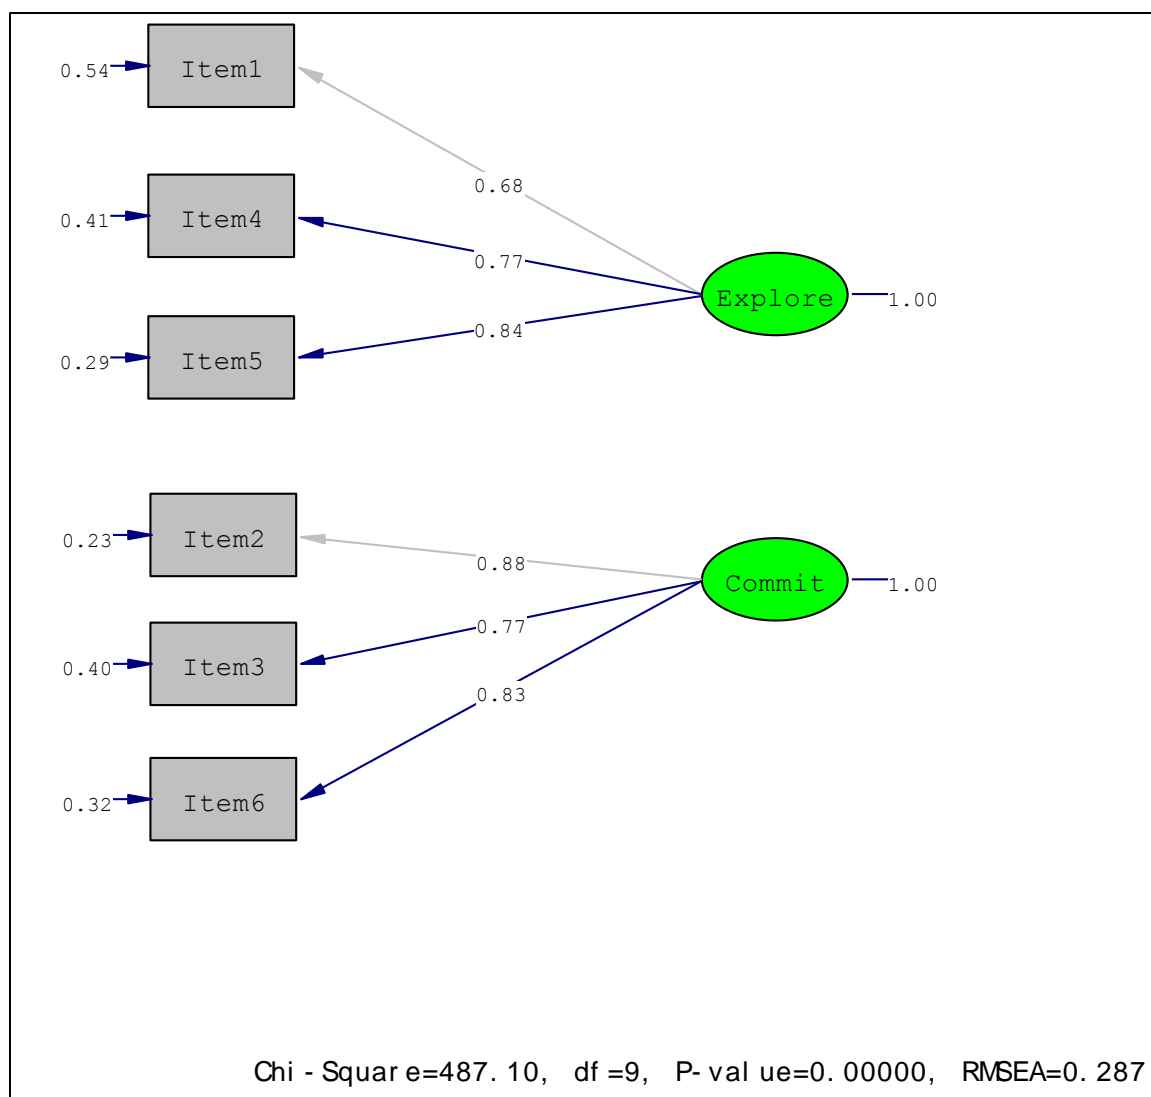 0.54 Item1
0.68
0.41 Item4
0.77
Explore 1.00
0.84
0.29 Item5
0.23 Item2
0.88
Commit 1.00
0.77
0.40 Item3
0.83
0.32 Item6
Chi-Square=487.10, df=9, P-value=0.00000, RMSEA=0.287